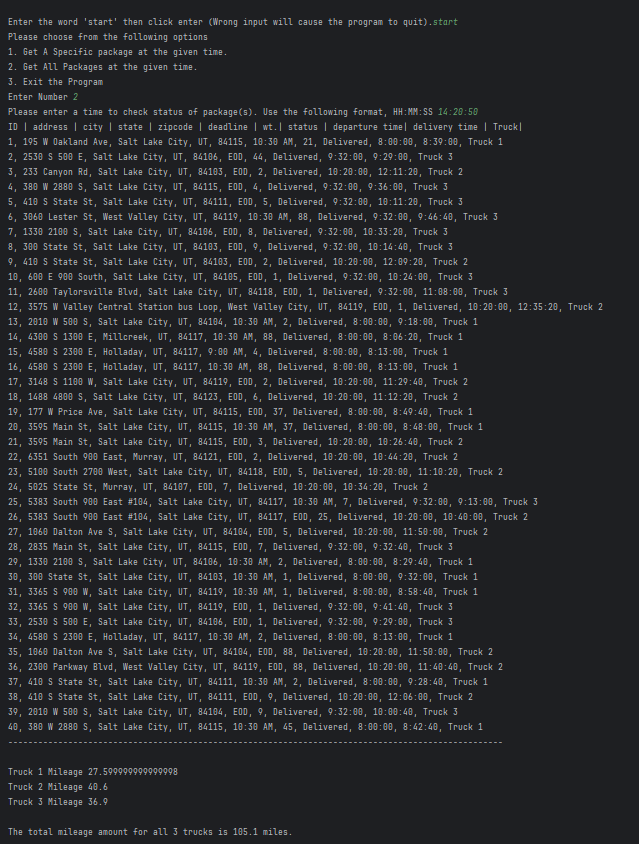 Enter the word 'start' then click enter (Wrong input will cause the program to quit).start
Please choose from the following options
1. Get A Specific package at the given time.
2. Get All Packages at the given time.
3. Exit the Program
Enter Number 2
Please enter a time to check status of package(s). Use the following format, HH:MM:SS 14:20:50
ID | address | city | state | zipcode | deadline | wt.| status | departure time| delivery time | Truck|
1, 195 W Oakland Ave, Salt Lake City, UT, 84115, 10:30 AM, 21, Delivered, 8:00:00, 8:39:00, Truck 1
2, 2530 S 500 E, Salt Lake City, UT, 84106, EOD, 44, Delivered, 9:32:00, 9:29:00, Truck 3
3, 233 Canyon Rd, Salt Lake City, UT, 84103, EOD, 2, Delivered, 10:20:00, 12:11:20, Truck 2
4, 380 W 2880 S, Salt Lake City, UT, 84115, EOD, 4, Delivered, 9:32:00, 9:36:00, Truck 3
5, 410 S State St, Salt Lake City, UT, 84111, EOD, 5, Delivered, 9:32:00, 10:11:20, Truck 3
6, 3060 Lester St, West Valley City, UT, 84119, 10:30 AM, 88, Delivered, 9:32:00, 9:46:40, Truck 3
7, 1330 2100 S, Salt Lake City, UT, 84106, EOD, 8, Delivered, 9:32:00, 10:33:20, Truck 3
8, 300 State St, Salt Lake City, UT, 84103, EOD, 9, Delivered, 9:32:00, 10:14:40, Truck 3
9, 410 S State St, Salt Lake City, UT, 84103, EOD, 2, Delivered, 10:20:00, 12:09:20, Truck 2
10, 600 E 900 South, Salt Lake City, UT, 84105, EOD, 1, Delivered, 9:32:00, 10:24:00, Truck 3
11, 2600 Taylorsville Blvd, Salt Lake City, UT, 84118, EOD, 1, Delivered, 9:32:00, 11:08:00, Truck 3
12, 3575 W Valley Central Station bus Loop, West Valley City, UT, 84119, EOD, 1, Delivered, 10:20:00, 12:35:20, Truck 2
13, 2010 W 500 S, Salt Lake City, UT, 84104, 10:30 AM, 2, Delivered, 8:00:00, 9:18:00, Truck 1
14, 4300 S 1300 E, Millcreek, UT, 84117, 10:30 AM, 88, Delivered, 8:00:00, 8:06:20, Truck 1
15, 4580 S 2300 E, Holladay, UT, 84117, 9:00 AM, 4, Delivered, 8:00:00, 8:13:00, Truck 1
16, 4580 S 2300 E, Holladay, UT, 84117, 10:30 AM, 88, Delivered, 8:00:00, 8:13:00, Truck 1
17, 3148 S 1100 W, Salt Lake City, UT, 84119, EOD, 2, Delivered, 10:20:00, 11:29:40, Truck 2
18, 1488 4800 S, Salt Lake City, UT, 84123, EOD, 6, Delivered, 10:20:00, 11:12:20, Truck 2
19, 177 W Price Ave, Salt Lake City, UT, 84115, EOD, 37, Delivered, 8:00:00, 8:49:40, Truck 1
20, 3595 Main St, Salt Lake City, UT, 84115, 10:30 AM, 37, Delivered, 8:00:00, 8:48:00, Truck 1
21, 3595 Main St, Salt Lake City, UT, 84115, EOD, 3, Delivered, 10:20:00, 10:26:40, Truck 2
22, 6351 South 900 East, Murray, UT, 84121, EOD, 2, Delivered, 10:20:00, 10:44:20, Truck 2
23, 5100 South 2700 West, Salt Lake City, UT, 84118, EOD, 5, Delivered, 10:20:00, 11:10:20, Truck 2
24, 5025 State St, Murray, UT, 84107, EOD, 7, Delivered, 10:20:00, 10:34:20, Truck 2
25, 5383 South 900 East #104, Salt Lake City, UT, 84117, 10:30 AM, 7, Delivered, 9:32:00, 9:13:00, Truck 3
26, 5383 South 900 East #104, Salt Lake City, UT, 84117, EOD, 25, Delivered, 10:20:00, 10:40:00, Truck 2
27, 1060 Dalton Ave S, Salt Lake City, UT, 84104, EOD, 5, Delivered, 10:20:00, 11:50:00, Truck 2
28, 2835 Main St, Salt Lake City, UT, 84115, EOD, 7, Delivered, 9:32:00, 9:32:40, Truck 3
29, 1330 2100 S, Salt Lake City, UT, 84106, 10:30 AM, 2, Delivered, 8:00:00, 8:29:40, Truck 1
30, 300 State St, Salt Lake City, UT, 84103, 10:30 AM, 1, Delivered, 8:00:00, 9:32:00, Truck 1
31, 3365 S 900 W, Salt Lake City, UT, 84119, 10:30 AM, 1, Delivered, 8:00:00, 8:58:40, Truck 1
32, 3365 S 900 W, Salt Lake City, UT, 84119, EOD, 1, Delivered, 9:32:00, 9:41:40, Truck 3
33, 2530 S 500 E, Salt Lake City, UT, 84106, EOD, 1, Delivered, 9:32:00, 9:29:00, Truck 3
34, 4580 S 2300 E, Holladay, UT, 84117, 10:30 AM, 2, Delivered, 8:00:00, 8:13:00, Truck 1
35, 1060 Dalton Ave S, Salt Lake City, UT, 84104, EOD, 88, Delivered, 10:20:00, 11:50:00, Truck 2
36, 2300 Parkway Blvd, West Valley City, UT, 84119, EOD, 88, Delivered, 10:20:00, 11:40:40, Truck 2
37, 410 S State St, Salt Lake City, UT, 84111, 10:30 AM, 2, Delivered, 8:00:00, 9:28:40, Truck 1
38, 410 S State St, Salt Lake City, UT, 84111, EOD, 9, Delivered, 10:20:00, 12:06:00, Truck 2
39, 2010 W 500 S, Salt Lake City, UT, 84104, EOD, 9, Delivered, 9:32:00, 10:00:40, Truck 3
40, 380 W 2880 S, Salt Lake City, UT, 84115, 10:30 AM, 45, Delivered, 8:00:00, 8:42:40, Truck 1
---------------------------------------------------------------------------------------------------
Truck 1 Mileage 27.599999999999998
Truck 2 Mileage 40.6
Truck 3 Mileage 36.9
The total mileage amount for all 3 trucks is 105.1 miles.